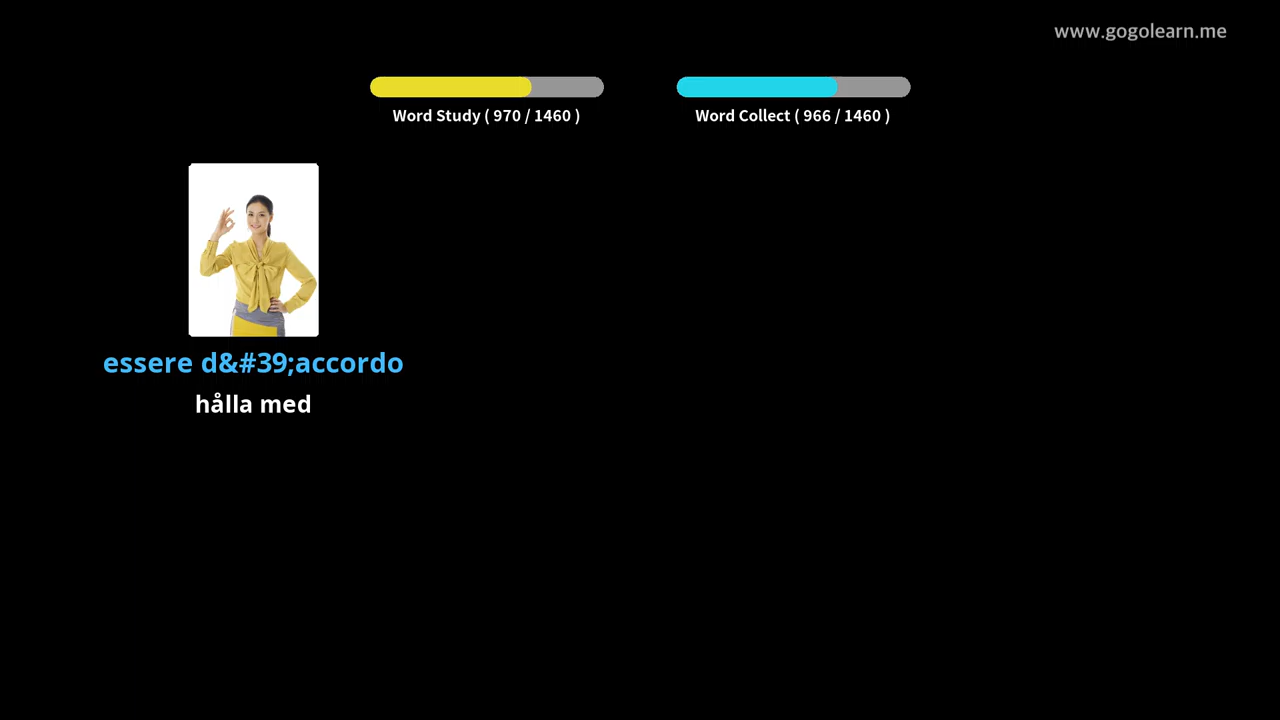 www.gogolearn.me
Word Study ( 970 / 1460 )
Word Collect ( 966 / 1460 )
essere d&#39;accordo
hålla med